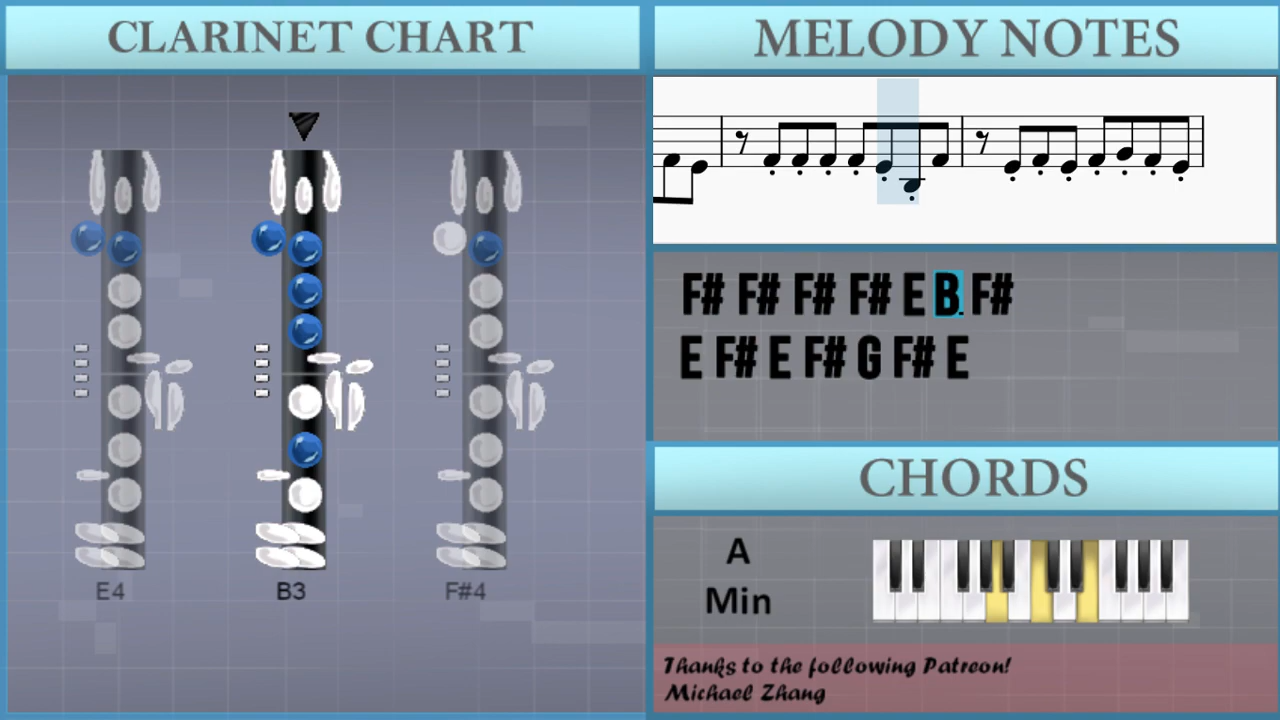 CLARINET CHART
E4 B3 F#4
MELODY NOTES
F# F# F# F# E B F#
E F# E F# G F# E
CHORDS
A
Min
Thanks to the following Patreon!
Michael Zhang